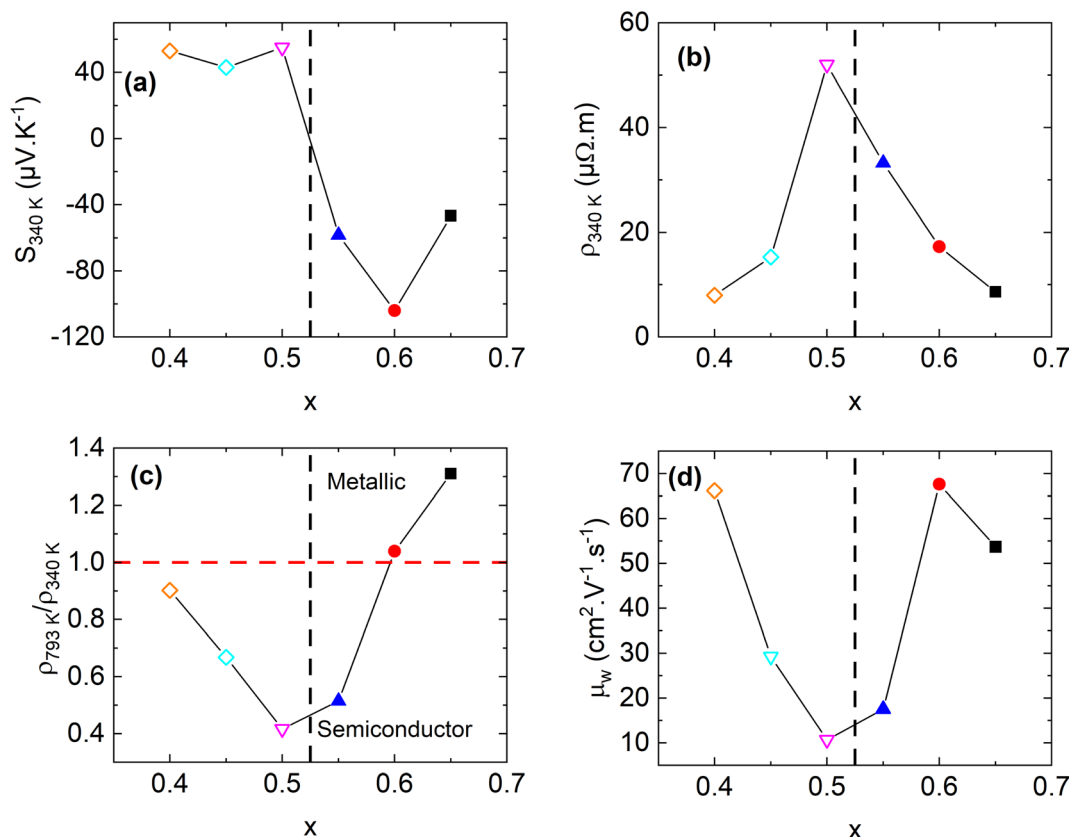 (a)
S340 K (µV.K-1)
40
0
-40
-80
-120
0.4 0.5 0.6 0.7
x
(b)
ρ340 K (µΩ.m)
60
40
20
0
0.4 0.5 0.6 0.7
x
(c)
ρ793 K/ρ340 K
1.4
1.2
1.0
0.8
0.6
0.4
Metallic
Semiconductor
0.4 0.5 0.6 0.7
x
(d)
µw (cm2.V-1.s-1)
70
60
50
40
30
20
10
0.4 0.5 0.6 0.7
x